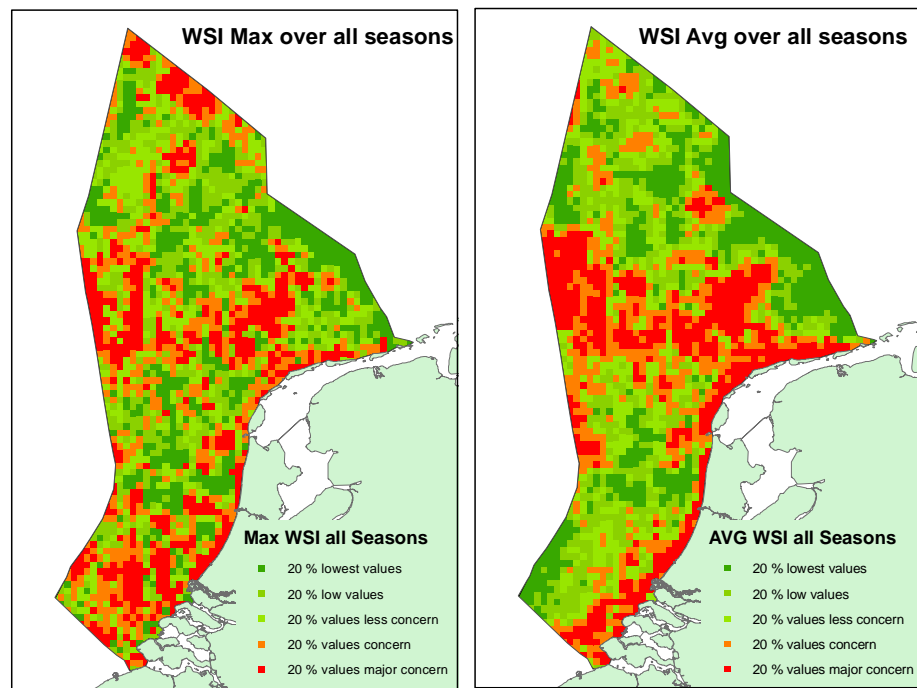 WSI Max over all seasons
Max WSI all Seasons
20 % lowest values
20 % low values
20 % values less concern
20 % values concern
20 % values major concern
WSI Avg over all seasons
AVG WSI all Seasons
20 % lowest values
20 % low values
20 % values less concern
20 % values concern
20 % values major concern